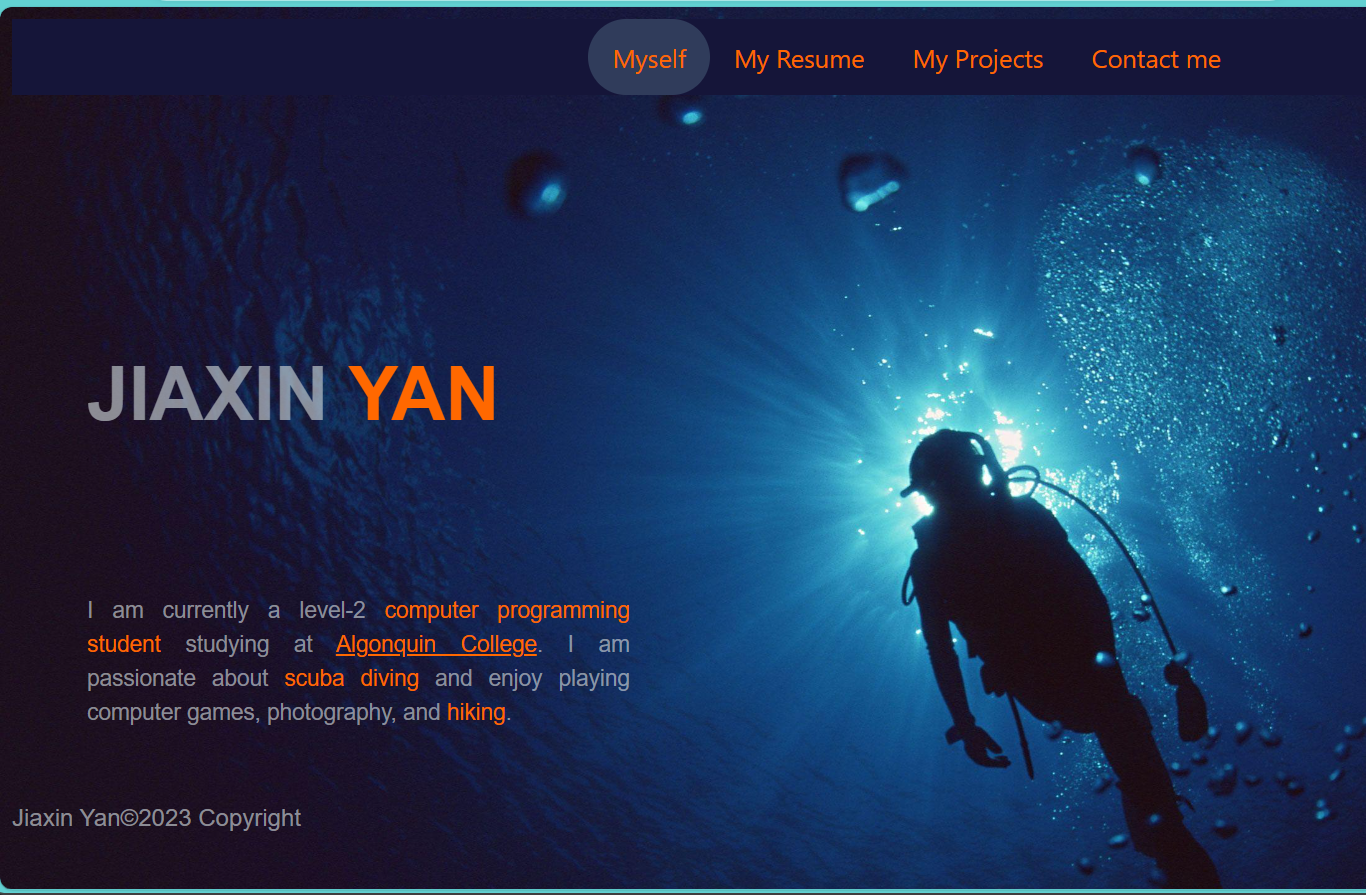 Myself My Resume My Projects Contact me
JIAXIN YAN
I am currently a level-2 computer programming
student studying at Algonquin College. I am
passionate about scuba diving and enjoy playing
computer games, photography, and hiking.
Jiaxin Yan©2023 Copyright